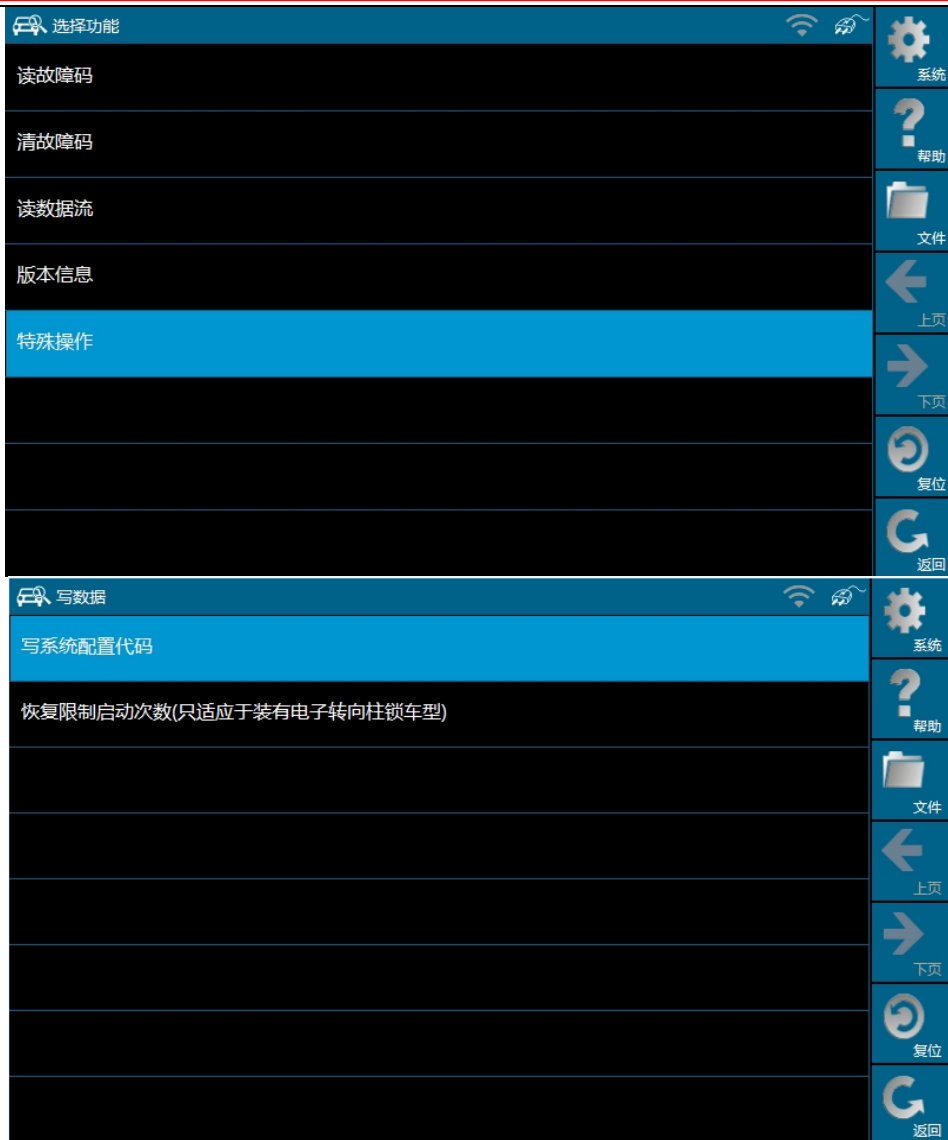 选择功能
系统
读故障码
帮助
清故障码
文件
读数据流
版本信息
上页
特殊操作
下页
复位
返回
写数据
系统
写系统配置代码
帮助
恢复限制启动次数(只适应于装有电子转向柱锁车型)
文件
上页
下页
复位
返回